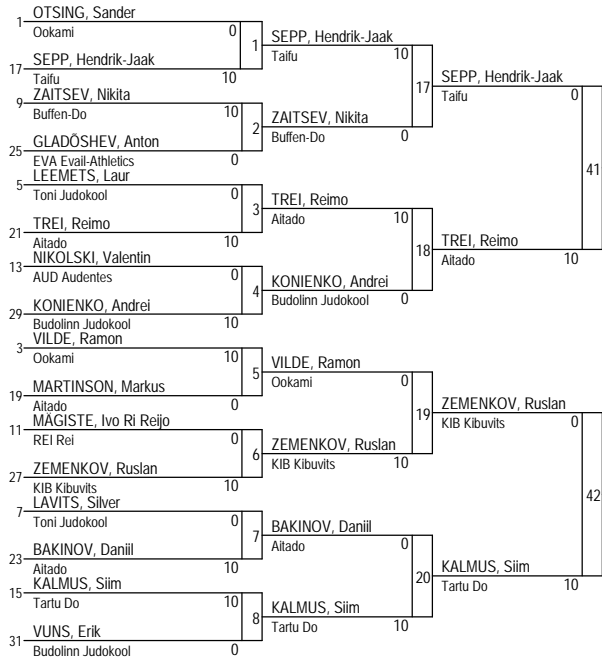 1 OTSING, Sander
Ookami 0
1
17 SEPP, Hendrik-Jaak
Taifu 10
SEPP, Hendrik-Jaak
Taifu 10
9 ZAITSEV, Nikita
Buffen-Do 10
2
25 GLADÕSHEV, Anton
EVA Evail-Athletics 0
ZAITSEV, Nikita
Buffen-Do 0
17
SEPP, Hendrik-Jaak
Taifu 0
5 LEEMETS, Laur
Toni Judokool 0
3
21 TREI, Reimo
Aitado 10
TREI, Reimo
Aitado 10
13 NIKOLSKI, Valentin
AUD Audentes 0
4
29 KONIENKO, Andrei
Budolinn Judokool 10
KONIENKO, Andrei
Budolinn Judokool 0
18
TREI, Reimo
Aitado 10
41
3 VILDE, Ramon
Ookami 10
5
19 MARTINSON, Markus
Aitado 0
VILDE, Ramon
Ookami 0
11 MÄGISTE, Ivo Ri Reijo
REI Rei 0
6
27 ZEMENKOV, Ruslan
KIB Kibuvits 10
ZEMENKOV, Ruslan
KIB Kibuvits 10
19
ZEMENKOV, Ruslan
KIB Kibuvits 0
7 LAVITS, Silver
Toni Judokool 0
7
23 BAKINOV, Daniil
Aitado 10
BAKINOV, Daniil
Aitado 0
15 KALMUS, Siim
Tartu Do 10
8
31 VUNS, Erik
Budolinn Judokool 0
KALMUS, Siim
Tartu Do 10
20
KALMUS, Siim
Tartu Do 10
42